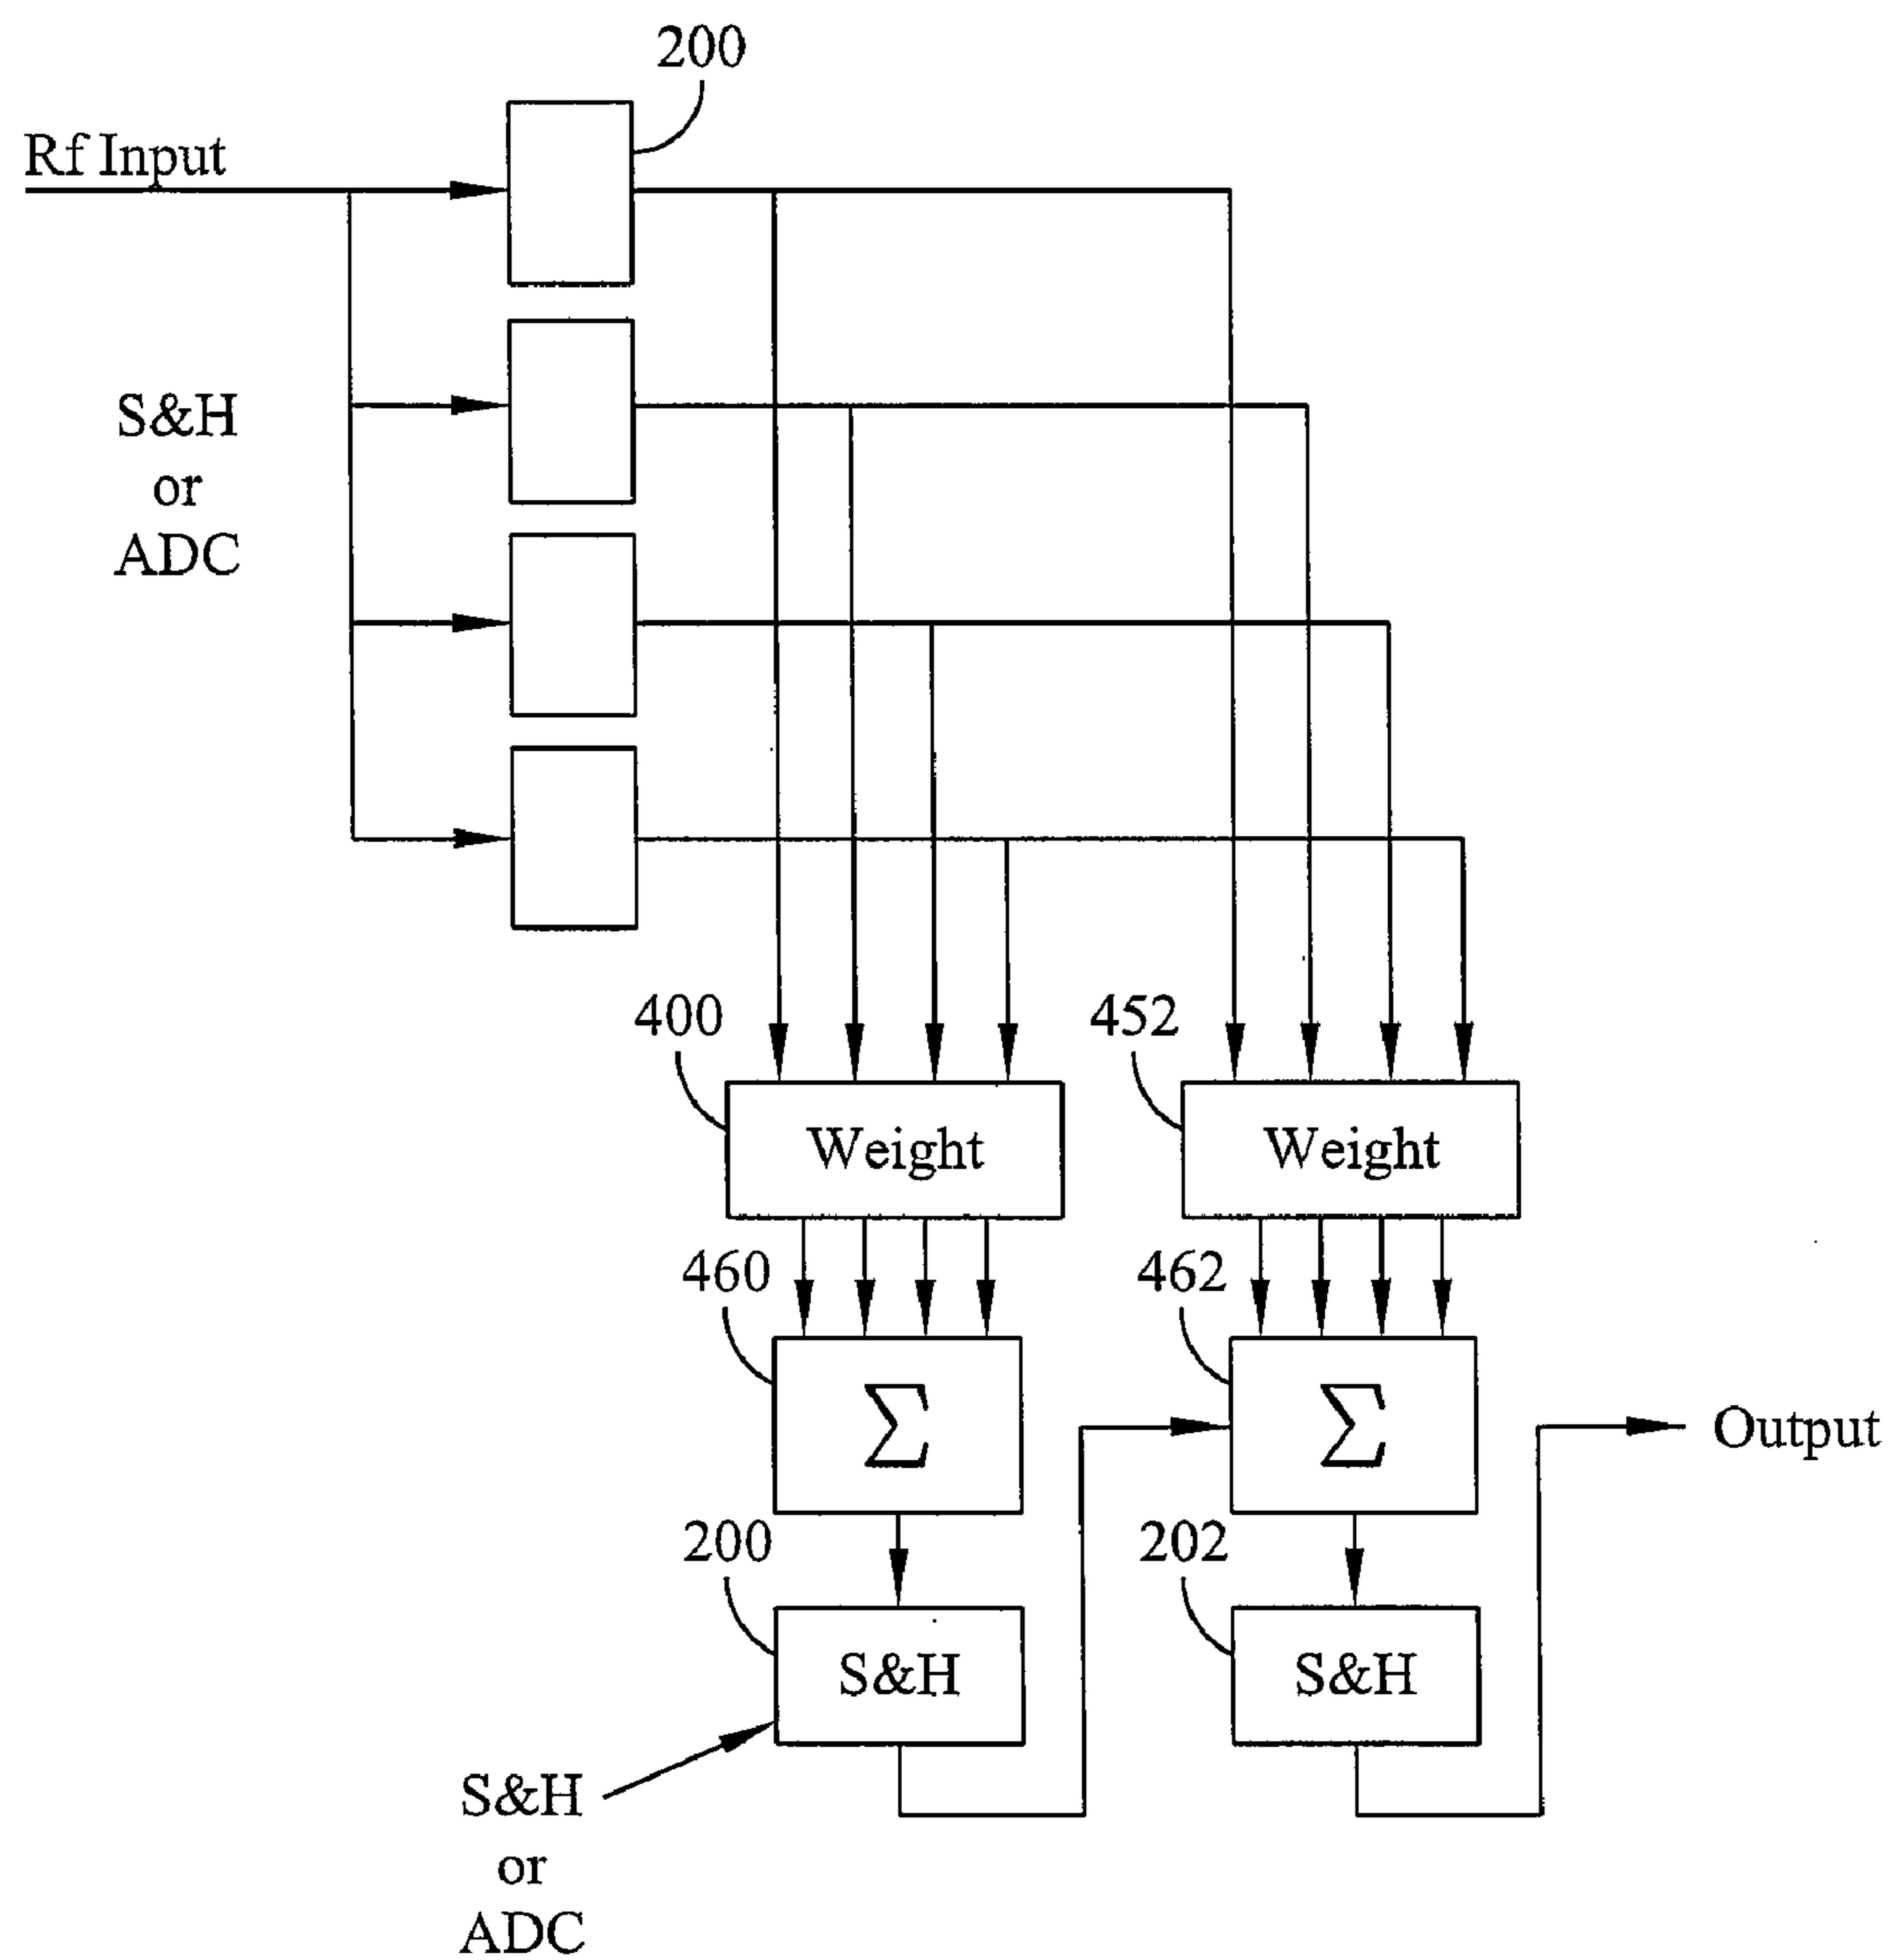 200
Rf Input
S&H
or
ADC
400
452
Weight
Weight
460
462
Σ
Σ
Output
200
202
S&H
S&H
S&H
or
ADC